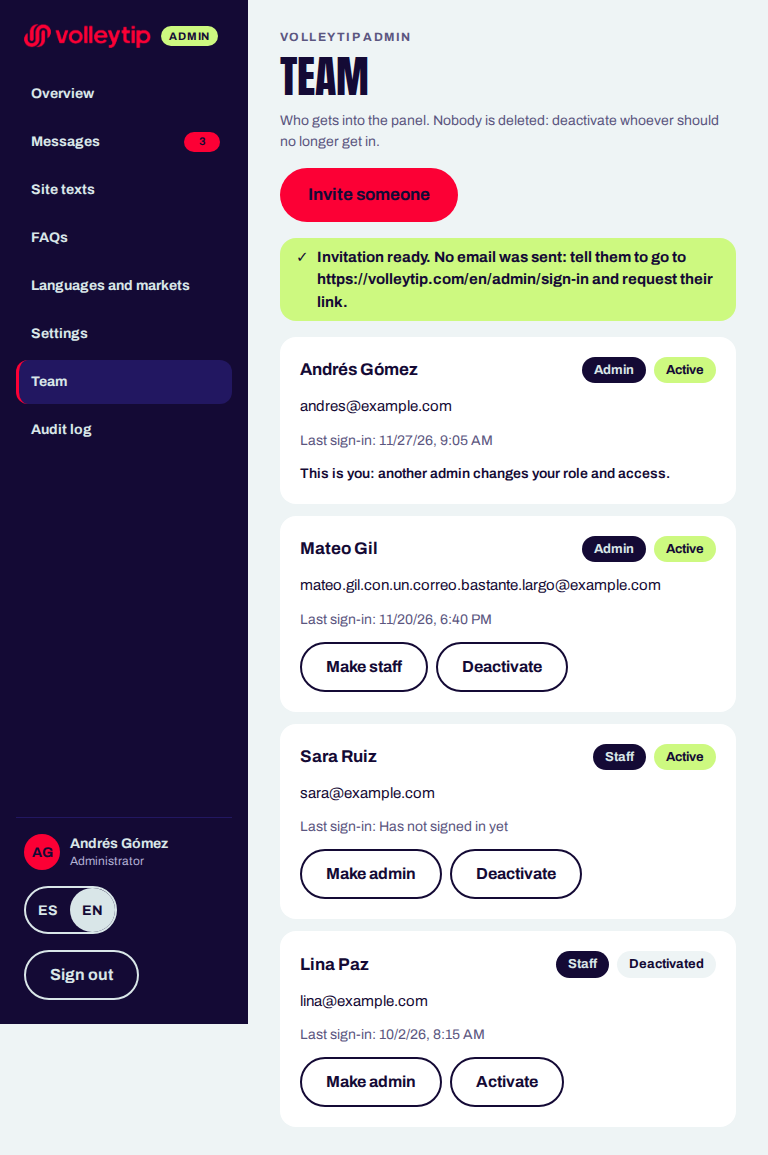 volleytip ADMIN
Overview
Messages 3
Site texts
FAQs
Languages and markets
Settings
Team
Audit log
AG Andrés Gómez
Administrator
ES EN
Sign out
VOLLEYTIP ADMIN
TEAM
Who gets into the panel. Nobody is deleted: deactivate whoever should
no longer get in.
Invite someone
✓ Invitation ready. No email was sent: tell them to go to
https://volleytip.com/en/admin/sign-in and request their
link.
Andrés Gómez Admin Active
andres@example.com
Last sign-in: 11/27/26, 9:05 AM
This is you: another admin changes your role and access.
Mateo Gil Admin Active
mateo.gil.con.un.correo.bastante.largo@example.com
Last sign-in: 11/20/26, 6:40 PM
Make staff Deactivate
Sara Ruiz Staff Active
sara@example.com
Last sign-in: Has not signed in yet
Make admin Deactivate
Lina Paz Staff Deactivated
lina@example.com
Last sign-in: 10/2/26, 8:15 AM
Make admin Activate